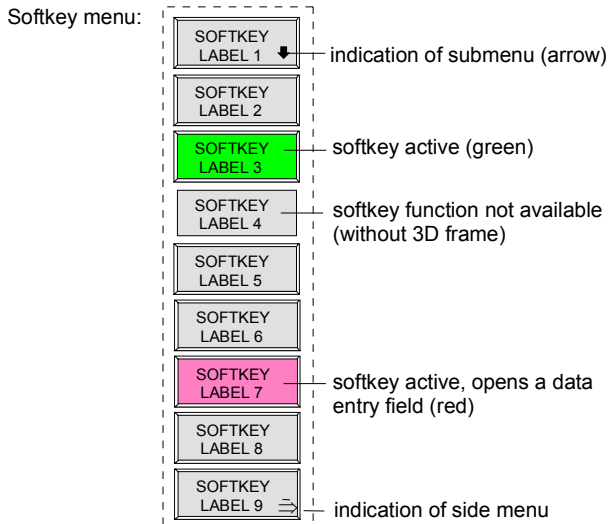 Softkey menu:
SOFTKEY
LABEL 1
indication of submenu (arrow)
SOFTKEY
LABEL 2
SOFTKEY
LABEL 3
softkey active (green)
SOFTKEY
LABEL 4
softkey function not available
(without 3D frame)
SOFTKEY
LABEL 5
SOFTKEY
LABEL 6
SOFTKEY
LABEL 7
softkey active, opens a data
entry field (red)
SOFTKEY
LABEL 8
SOFTKEY
LABEL 9
indication of side menu